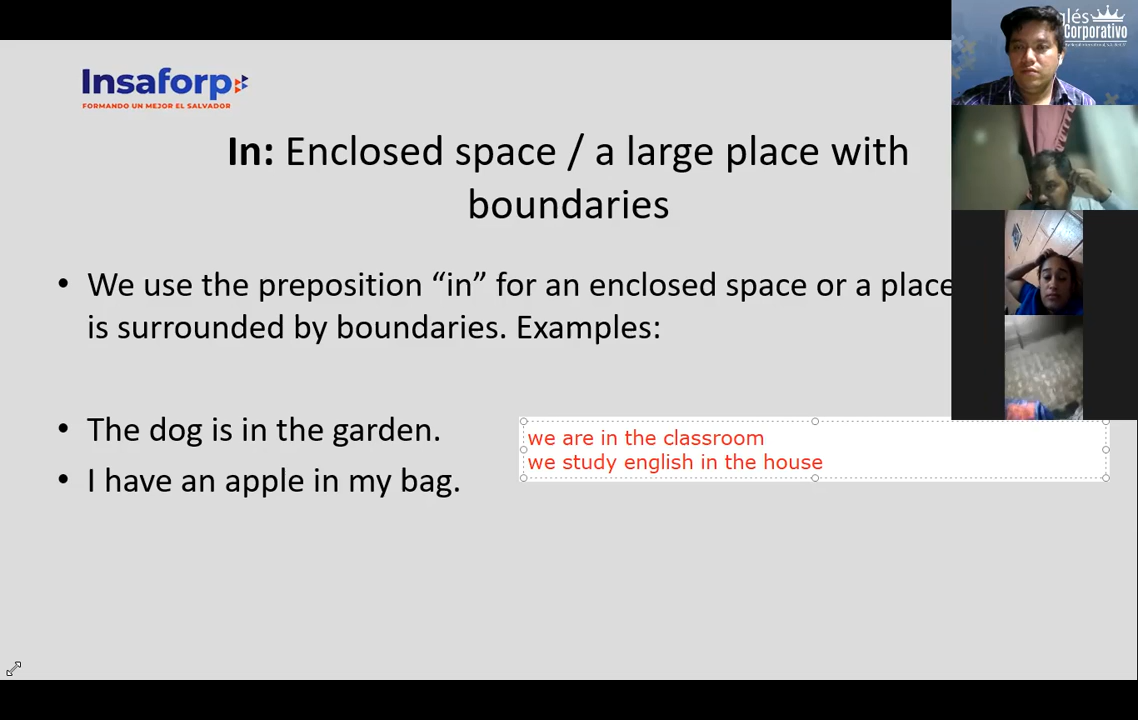 Insaforp
FORMANDO UN MEJOR EL SALVADOR
lés
Corporativo
In: Enclosed space / a large place with
boundaries
• We use the preposition “in” for an enclosed space or a place
is surrounded by boundaries. Examples:
• The dog is in the garden.
• I have an apple in my bag.
we are in the classroom
we study english in the house